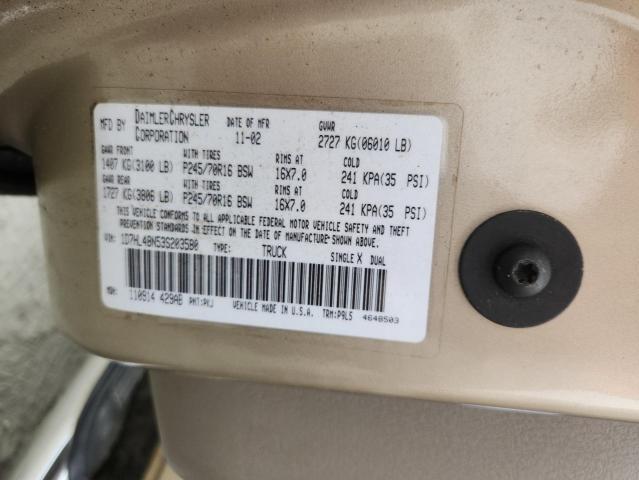 MFD BY DAIMLERCHRYSLER CORPORATION DATE OF MFR 11-02 GVWR 2727 KG(06010 LB)
GAWR FRONT WITH TIRES RIMS AT COLD
1407 KG(3100 LB) P245/70R16 BSW 16X7.0 241 KPA(35 PSI)
GAWR REAR WITH TIRES RIMS AT COLD
1727 KG(3806 LB) P245/70R16 BSW 16X7.0 241 KPA(35 PSI)
THIS VEHICLE CONFORMS TO ALL APPLICABLE FEDERAL MOTOR VEHICLE SAFETY AND THEFT
PREVENTION STANDARDS IN EFFECT ON THE DATE OF MANUFACTURE SHOWN ABOVE.
VIN: 1D7HL48N53S203580 TYPE: TRUCK SINGLE X DUAL
MDH: 110914 429AB PNT:PKJ VEHICLE MADE IN U.S.A. TRM:P9L5 4648503